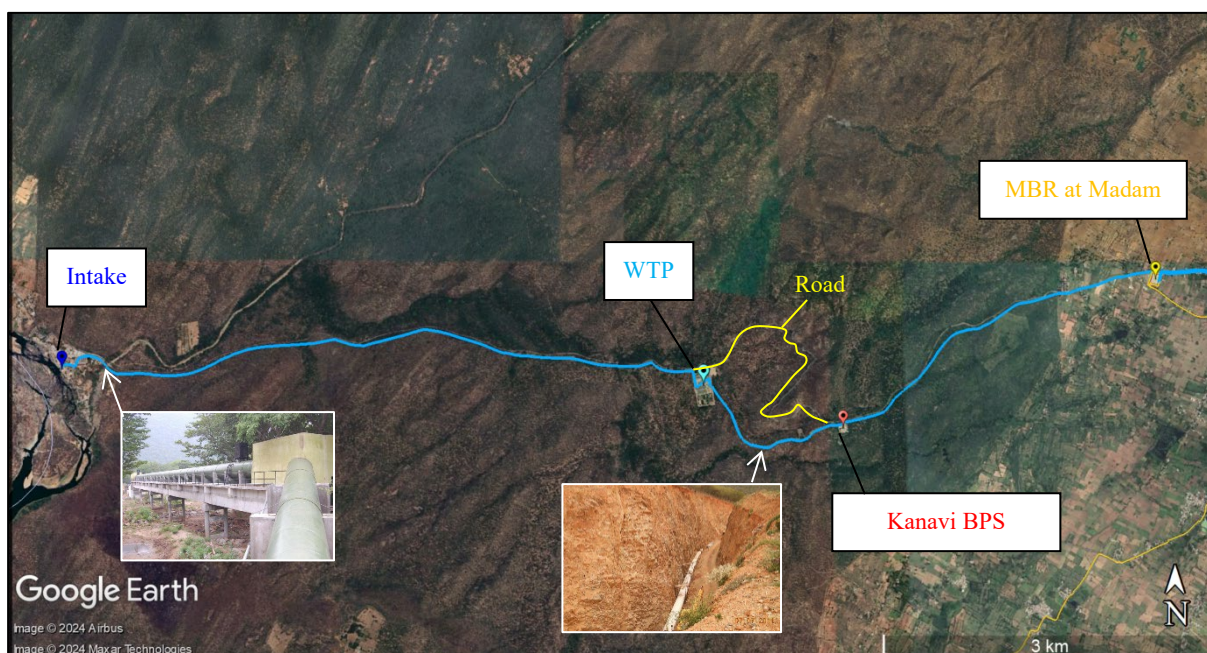 MBR at Madam
Intake
WTP
Road
Kanavi BPS
Google Earth
Image © 2024 Airbus
Image © 2024 Maxar Technologies
N
3 km